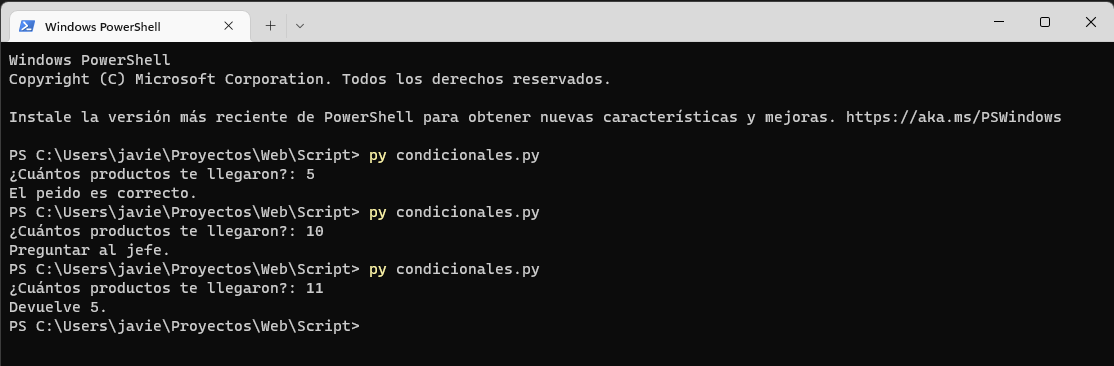 Windows PowerShell
Windows PowerShell
Copyright (C) Microsoft Corporation. Todos los derechos reservados.
Instale la versión más reciente de PowerShell para obtener nuevas características y mejoras. https://aka.ms/PSWindows
PS C:\Users\javie\Proyectos\Web\Script> py condicionales.py
¿Cuántos productos te llegaron?: 5
El peido es correcto.
PS C:\Users\javie\Proyectos\Web\Script> py condicionales.py
¿Cuántos productos te llegaron?: 10
Preguntar al jefe.
PS C:\Users\javie\Proyectos\Web\Script> py condicionales.py
¿Cuántos productos te llegaron?: 11
Devuelve 5.
PS C:\Users\javie\Proyectos\Web\Script>